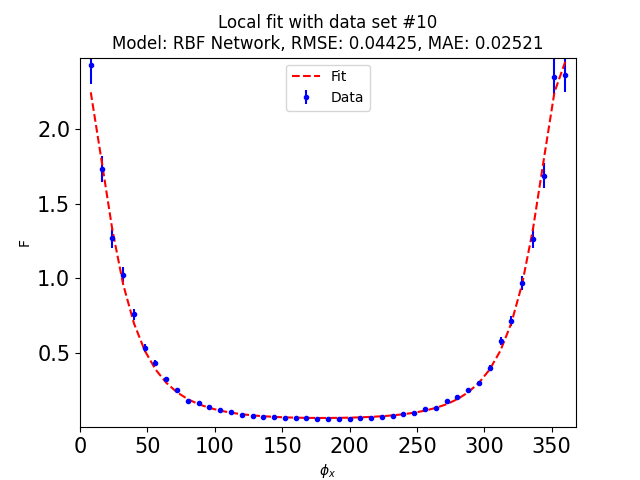 Local fit with data set #10
Model: RBF Network, RMSE: 0.04425, MAE: 0.02521
Fit
Data
2.0
1.5
1.0
0.5
F
0 50 100 150 200 250 300 350
ϕₓ